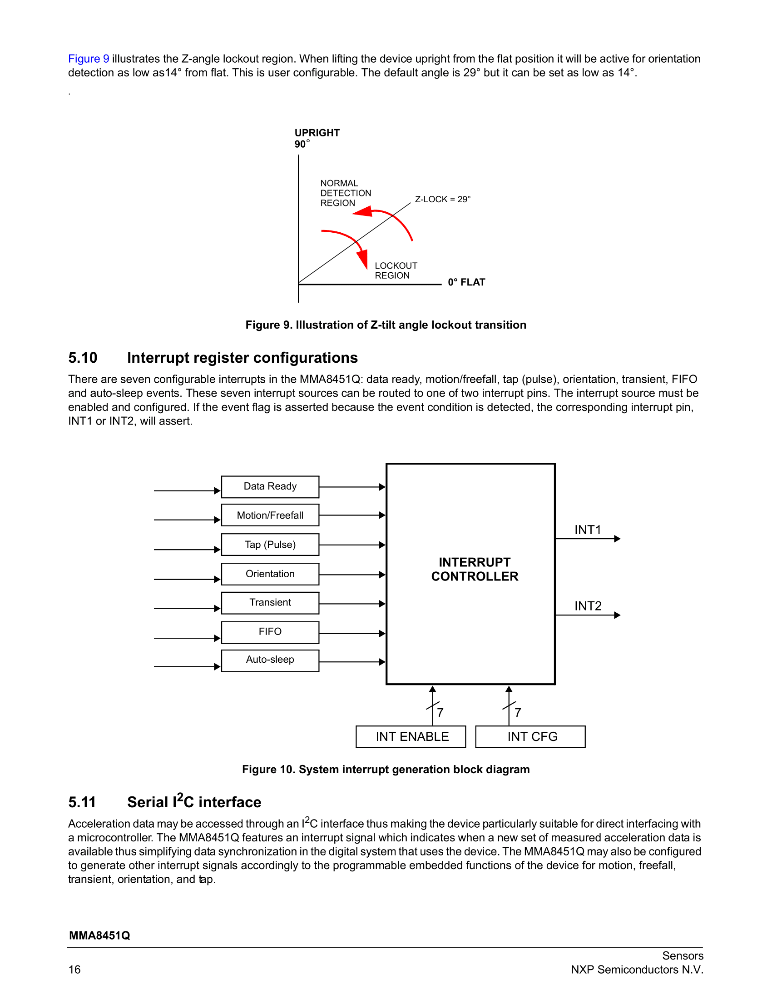 Figure 9 illustrates the Z-angle lockout region. When lifting the device upright from the flat position it will be active for orientation
detection as low as14° from flat. This is user configurable. The default angle is 29° but it can be set as low as 14°.
.
UPRIGHT
90°
NORMAL
DETECTION
REGION
Z-LOCK = 29°
LOCKOUT
REGION
0° FLAT
Figure 9. Illustration of Z-tilt angle lockout transition
5.10 Interrupt register configurations
There are seven configurable interrupts in the MMA8451Q: data ready, motion/freefall, tap (pulse), orientation, transient, FIFO
and auto-sleep events. These seven interrupt sources can be routed to one of two interrupt pins. The interrupt source must be
enabled and configured. If the event flag is asserted because the event condition is detected, the corresponding interrupt pin,
INT1 or INT2, will assert.
Data Ready
Motion/Freefall
Tap (Pulse)
Orientation
Transient
FIFO
Auto-sleep
INTERRUPT
CONTROLLER
INT1
INT2
7
7
INT ENABLE
INT CFG
Figure 10. System interrupt generation block diagram
5.11 Serial I²C interface
Acceleration data may be accessed through an I²C interface thus making the device particularly suitable for direct interfacing with
a microcontroller. The MMA8451Q features an interrupt signal which indicates when a new set of measured acceleration data is
available thus simplifying data synchronization in the digital system that uses the device. The MMA8451Q may also be configured
to generate other interrupt signals accordingly to the programmable embedded functions of the device for motion, freefall,
transient, orientation, and tap.
MMA8451Q
Sensors
16 NXP Semiconductors N.V.